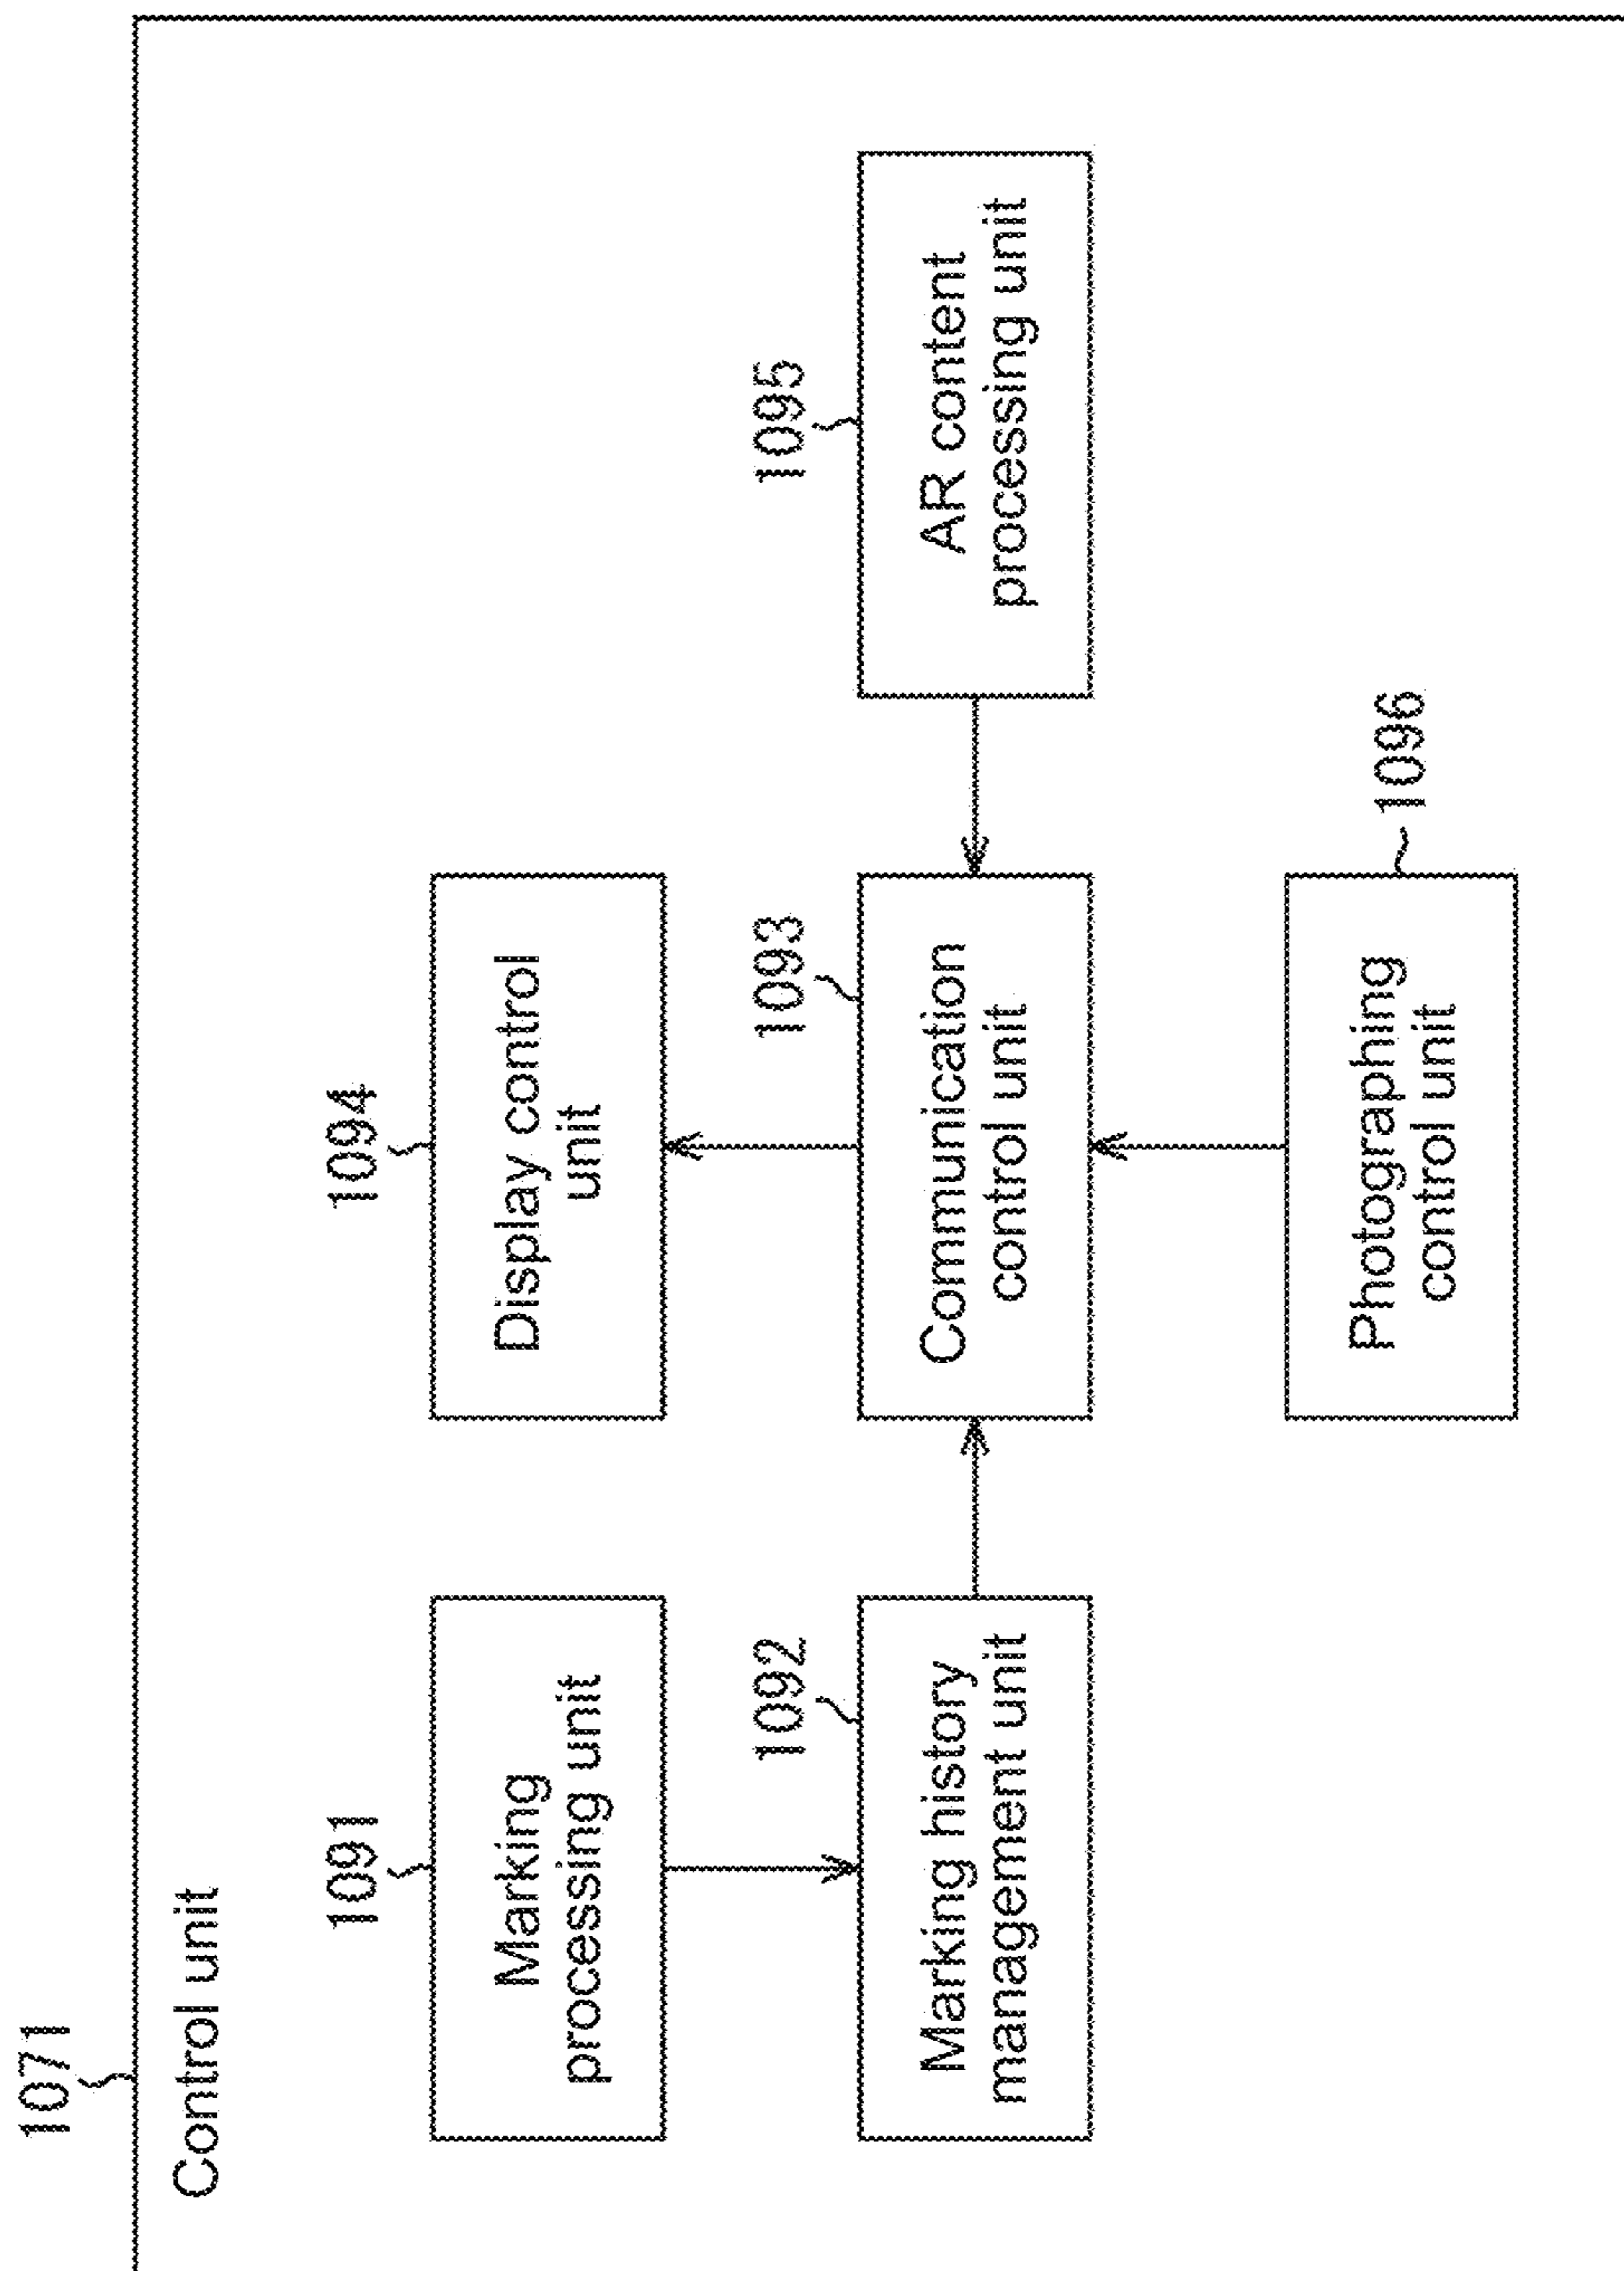 1071
Control unit
1091
Marking
processing unit
1094
Display control
unit
1092
Marking history
management unit
1093
Communication
control unit
1095
AR content
processing unit
Photographing
control unit
1096